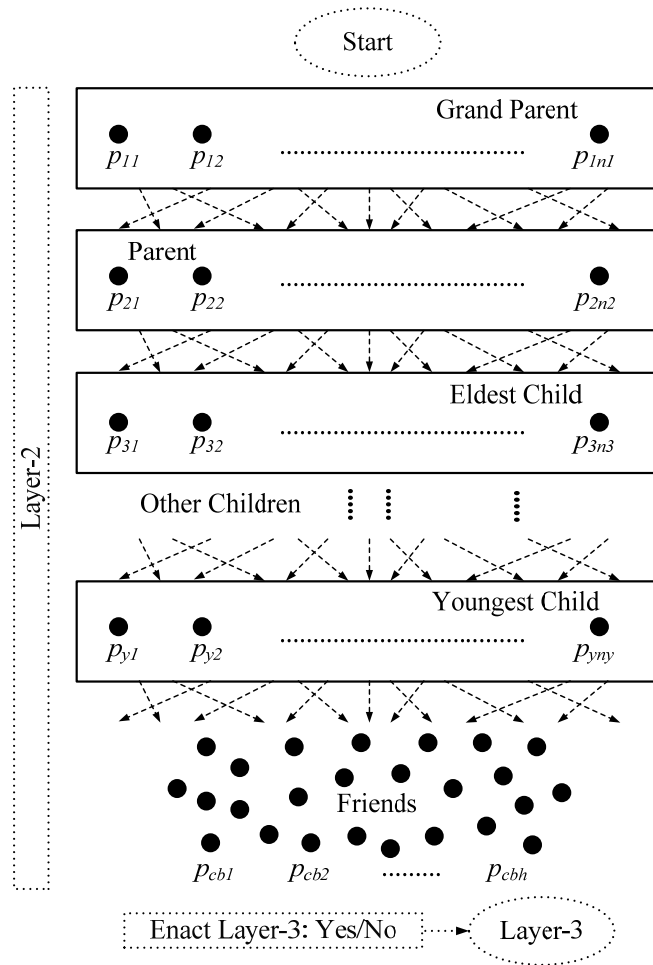 Start
Layer-2
Grand Parent
p11 p12 .......................................... p1n1
Parent
p21 p22 .......................................... p2n2
Eldest Child
p31 p32 .......................................... p3n3
Other Children
Youngest Child
py1 py2 .......................................... pyny
Friends
pcb1 pcb2 ......... pcbh
Enact Layer-3: Yes/No
Layer-3